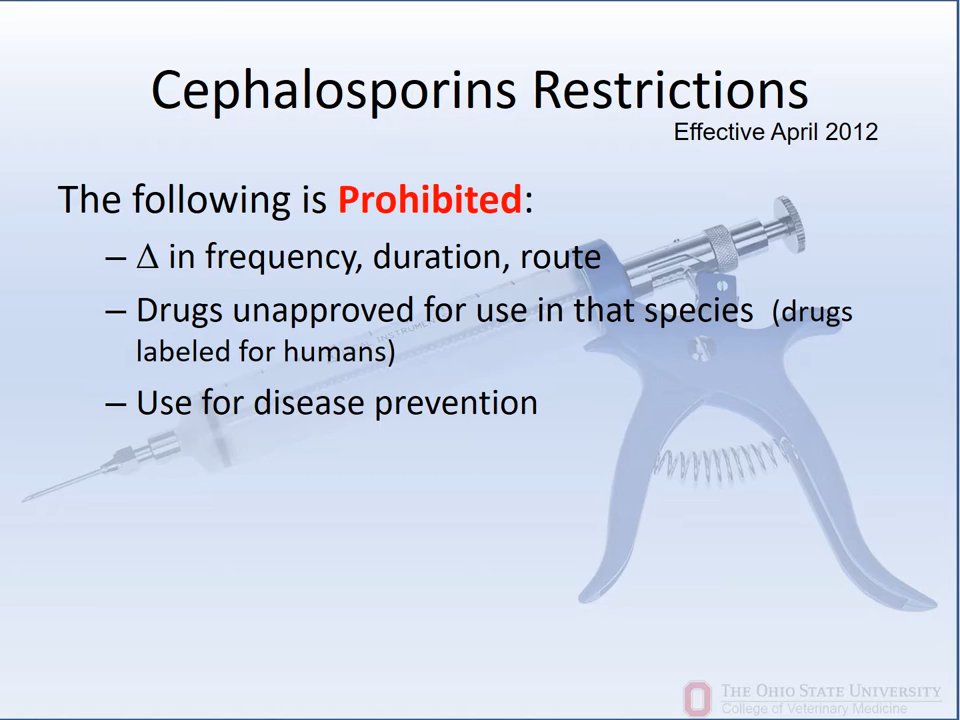 Cephalosporins Restrictions
Effective April 2012
The following is Prohibited:
– Δ in frequency, duration, route
– Drugs unapproved for use in that species (drugs
labeled for humans)
– Use for disease prevention
THE OHIO STATE UNIVERSITY
College of Veterinary Medicine